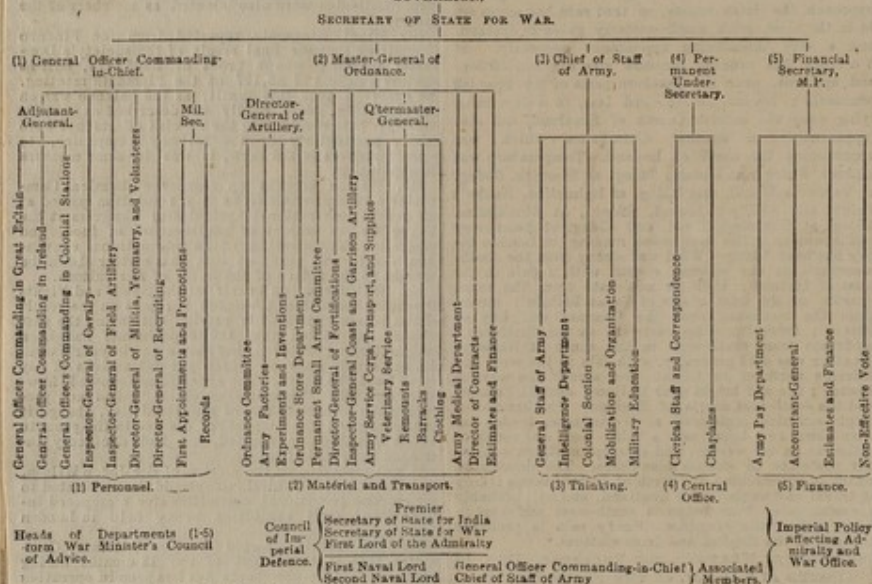 SECRETARY OF STATE FOR WAR.
(1) General Officer Commanding-
in-Chief.
(2) Master-General of
Ordnance.
(3) Chief of Staff
of Army.
(4) Per-
manent
Under-
Secretary.
(5) Financial
Secretary,
M.P.
Adjutant-
General.
Mil.
Sec.
Director-
General of
Artillery.
Q'termaster-
General.
General Officer Commanding in Great Britain
General Officer Commanding in Ireland
General Officers Commanding in Colonial Stations
Inspector-General of Cavalry
Inspector-General of Field Artillery
Director-General of Militia, Yeomanry, and Volunteers
Director-General of Recruiting
First Appointments and Promotions
Records
Ordnance Committee
Army Factories
Experiments and Inventions
Ordnance Store Department
Permanent Small Arms Committee
Director-General of Fortifications
Inspector-General Coast and Garrison Artillery
Army Service Corps, Transport, and Supplies
Veterinary Service
Remounts
Barracks
Clothing
Army Medical Department
Director of Contracts
Estimates and Finance
General Staff of Army
Intelligence Department
Colonial Section
Mobilization and Organization
Military Education
Clerical Staff and Correspondence
Chaplains
Army Pay Department
Accountant-General
Estimates and Finance
Non-Effective Vote
(1) Personnel.
(2) Matériel and Transport.
(3) Thinking.
(4) Central
Office.
(5) Finance.
Heads of Departments (1-5)
form War Minister's Council
of Advice.
Council
of Im-
perial
Defence.
Premier
Secretary of State for India
Secretary of State for War
First Lord of the Admiralty
First Naval Lord
Second Naval Lord
General Officer Commanding-in-Chief
Chief of Staff of Army
Associated
Members.
Imperial Policy
affecting Ad-
miralty and
War Office.